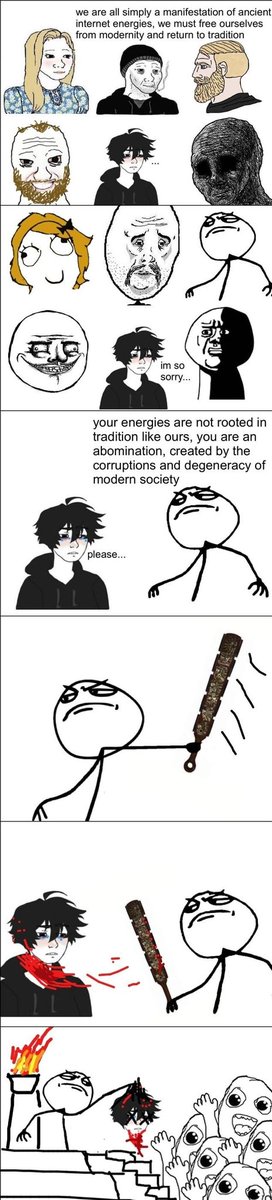 we are all simply a manifestation of ancient
internet energies, we must free ourselves
from modernity and return to tradition
...
im so
sorry...
your energies are not rooted in
tradition like ours, you are an
abomination, created by the
corruptions and degeneracy of
modern society
please...